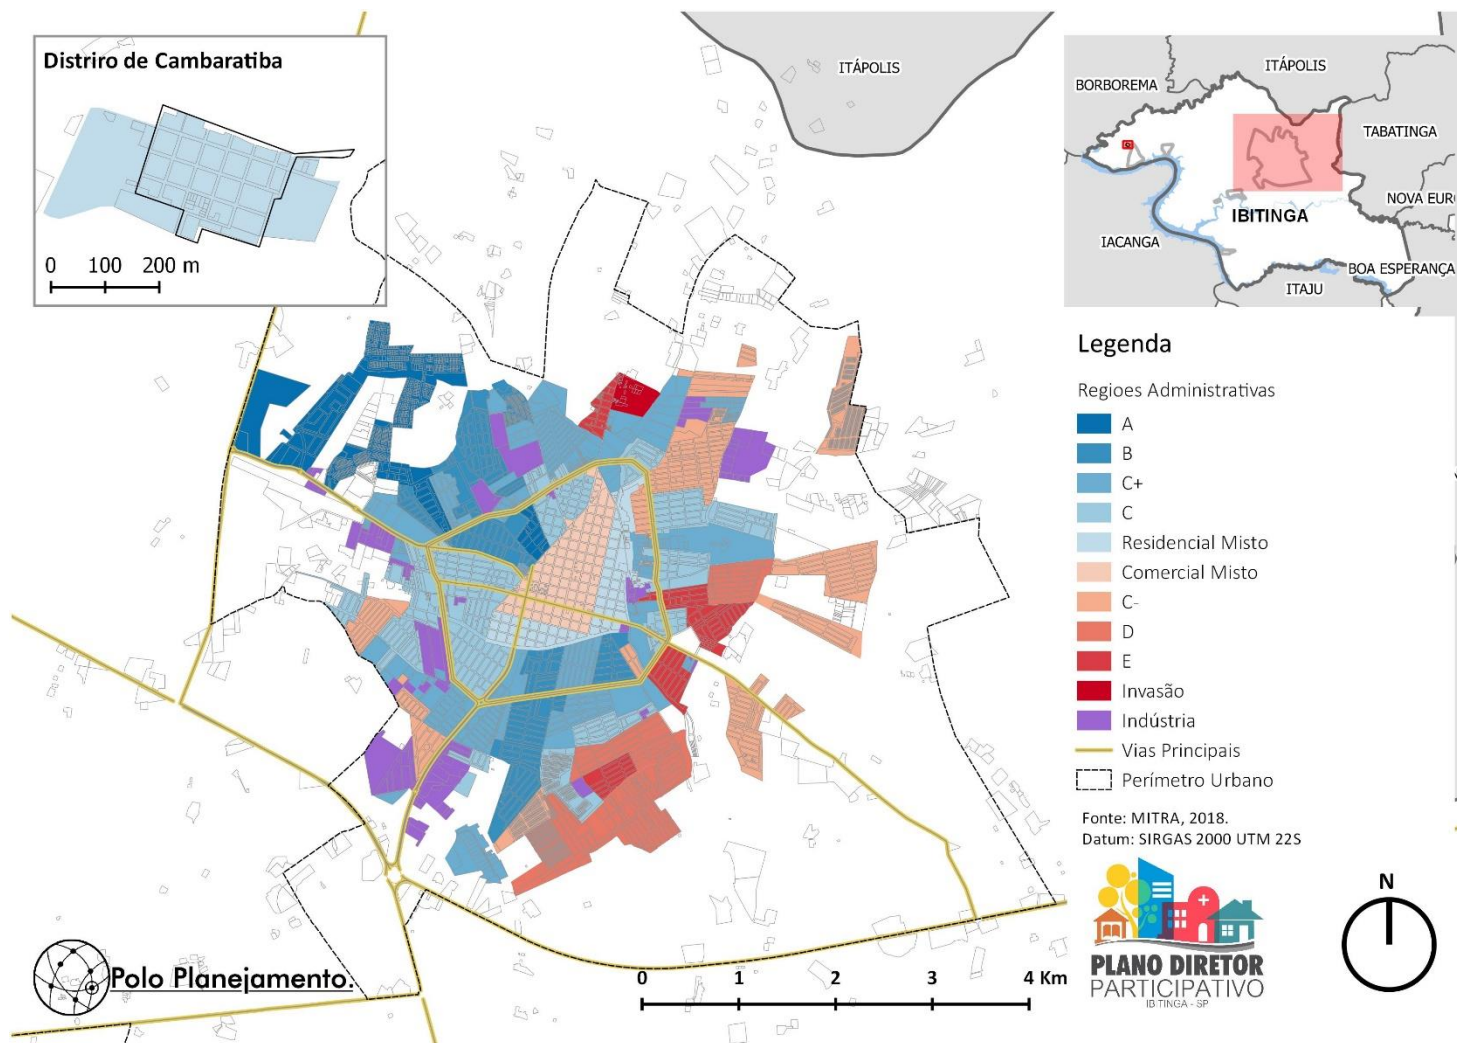 Distriro de Cambaratiba
0 100 200 m
ITÁPOLIS
BORBOREMA
ITÁPOLIS
TABATINGA
NOVA EURO
IBITINGA
IACANGA
BOA ESPERANÇA
ITAJU
Legenda
Regioes Administrativas
A
B
C+
C
Residencial Misto
Comercial Misto
C-
D
E
Invasão
Indústria
Vias Principais
Perímetro Urbano
Fonte: MITRA, 2018.
Datum: SIRGAS 2000 UTM 22S
PLANO DIRETOR
PARTICIPATIVO
IBITINGA - SP
N
Polo Planejamento.
0 1 2 3 4 Km